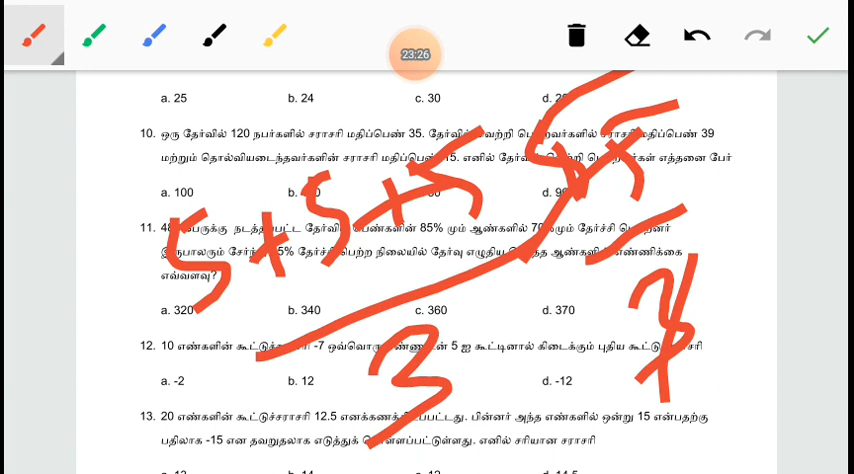 23:26
a. 25 b. 24 c. 30 d.
10. ஒரு தேர்வில் 120 நபர்களில் சராசரி மதிப்பெண் 35. தேர்வில் வெற்றி பெற்றவர்களில் சராசரி மதிப்பெண் 39
மற்றும் தொல்வியடைந்தவர்களின் சராசரி மதிப்பெண் 15. எனில் தேர்வில் வெற்றி எத்தனை பேர்
a. 100 b. d.
11. நடத்தப்பட்ட தேர்வில் பெண்களின் 85% மும் ஆண்களில் தேர்ச்சி பெற்றனர்
இருபாலரும் சேர்ந்து தேர்ச்சி பெற்ற நிலையில் தேர்வு எழுதிய ஆண்களின் எண்ணிக்கை
எவ்வளவு?
a. 320 b. 340 c. 360 d. 370
12. 10 எண்களின் கூட்டுச்சராசரி -7 ஒவ்வொரு எண்ணுடன் 5 ஐ கூட்டினால் கிடைக்கும் புதிய கூட்டுச்சராசரி
a. -2 b. 12 d. -12
13. 20 எண்களின் கூட்டுச்சராசரி 12.5 எனக்கணக்கிடப்பட்டது. பின்னர் அந்த எண்களில் ஒன்று 15 என்பதற்கு
பதிலாக -15 என தவறுதலாக எடுத்துக் கொள்ளப்பட்டுள்ளது. எனில் சரியான சராசரி
5 + 5 + 5
3